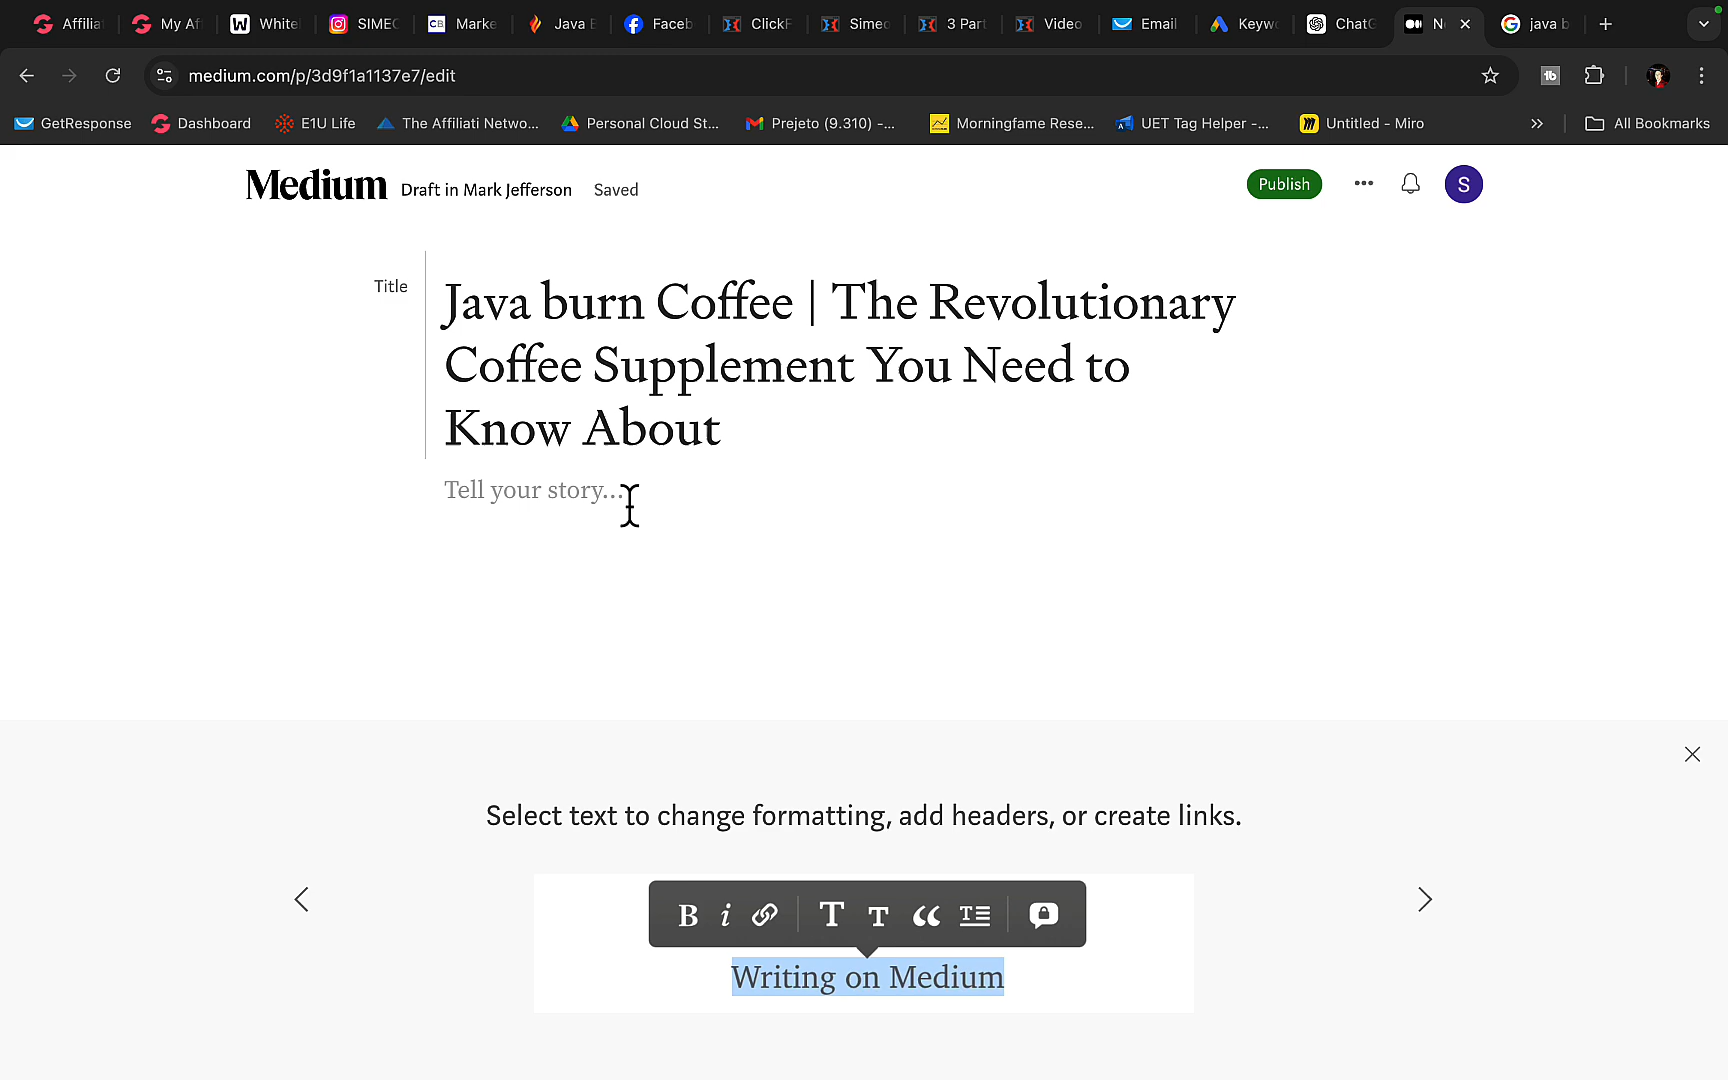 Affilia
My Af
White
SIMEC
Marke
Java E
Faceb
ClickF
Simeo
3 Part
Video
Email
Keyw
ChatG
N
java b
medium.com/p/3d9f1a1137e7/edit
GetResponse
Dashboard
E1U Life
The Affiliati Netwo...
Personal Cloud St...
Prejeto (9.310) -...
Morningfame Rese...
UET Tag Helper -...
Untitled - Miro
All Bookmarks
Medium Draft in Mark Jefferson Saved
Publish
S
Title
Java burn Coffee | The Revolutionary
Coffee Supplement You Need to
Know About
Tell your story...
Select text to change formatting, add headers, or create links.
B i T T
Writing on Medium